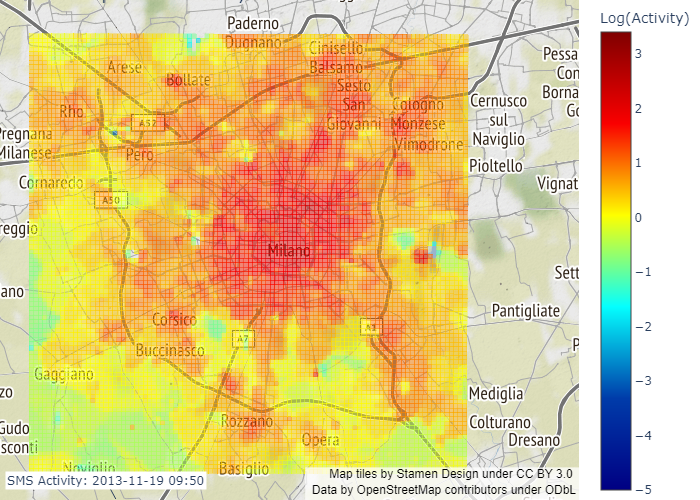 Log(Activity)
3
2
1
0
−1
−2
−3
−4
−5
Paderno
Dugnano
Cinisello
Balsamo
Arese
Bollate
Sesto
San
Giovanni
Rho
A52
Pero
Cologno
Monzese
Vimodrone
Cernusco
sul
Naviglio
Pioltello
Pessa
Con
Borna
Go
Pregnana
Milanese
Cornaredo
A50
Vignat
reggio
Milano
Sett
ano
Corsico
A7
A1
Pantigliate
Buccinasco
Gaggiano
Mediglia
Colturano
Dresano
Rozzano
Opera
zo
Gudo
sconti
Noviglio
Basiglio
SMS Activity: 2013-11-19 09:50
Map tiles by Stamen Design under CC BY 3.0
Data by OpenStreetMap contributors under ODbL